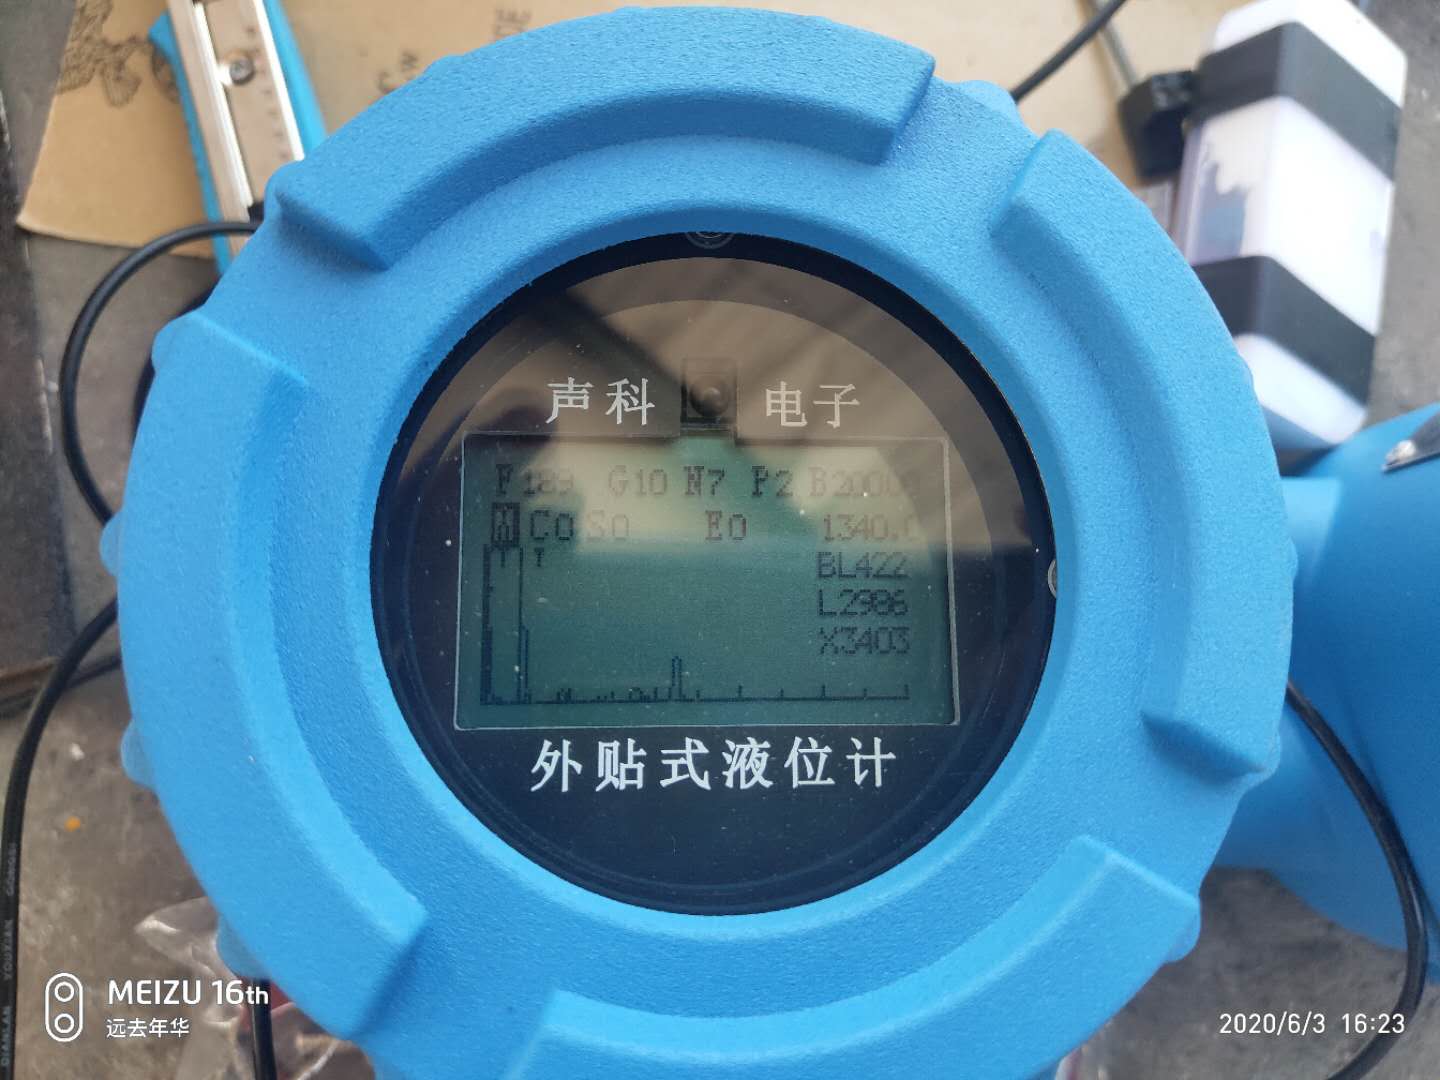 声科 电子
F189 G10 N7 P2 B2000
C0 S0 E0 1340.0
T T
BL422
L2986
X3403
外贴式液位计
MEIZU 16th
远去年华
2020/6/3 16:23